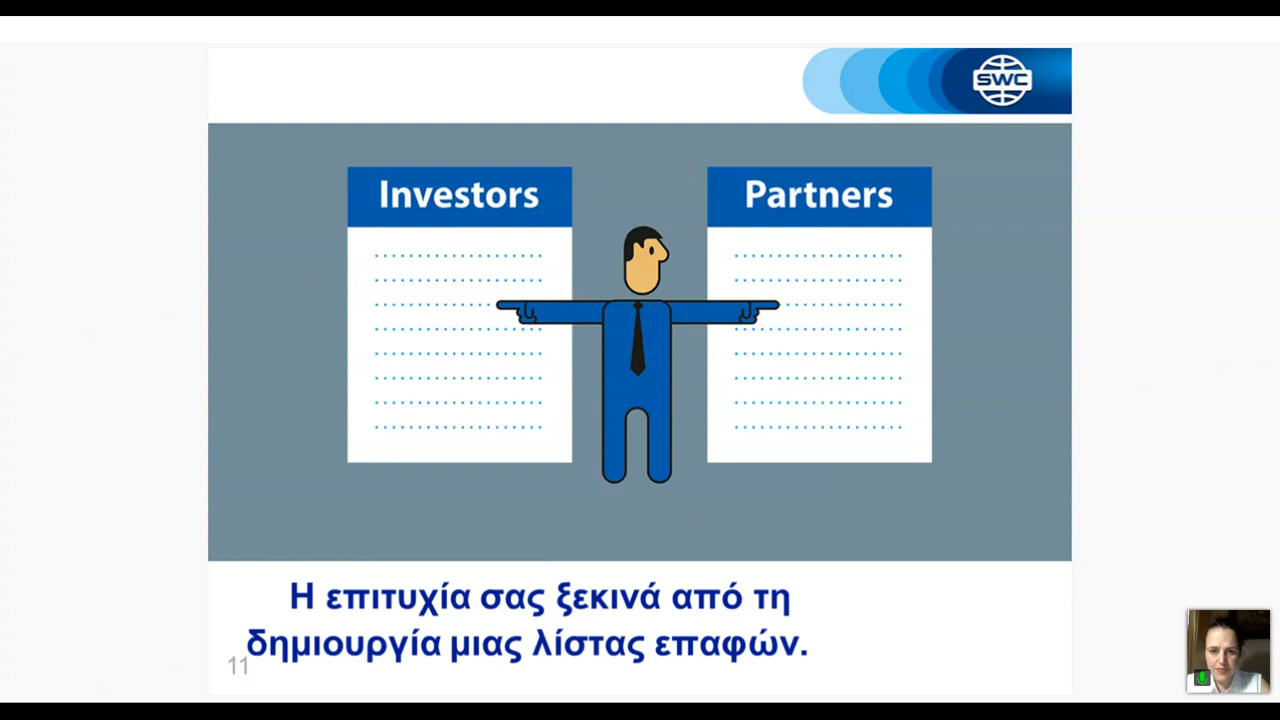 SWC
Investors
Partners
Η επιτυχία σας ξεκινά από τη
δημιουργία μιας λίστας επαφών.
11